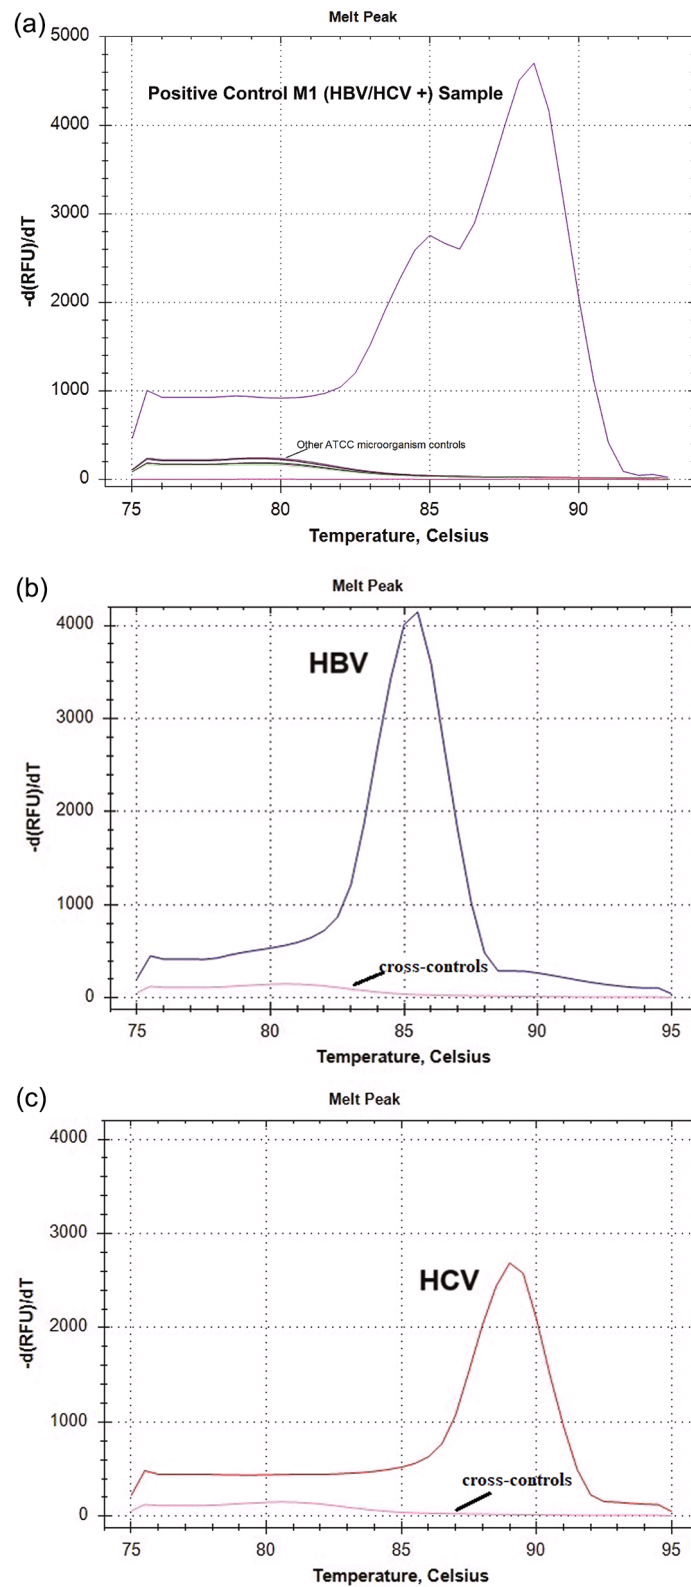 (a)
Melt Peak
5000
Positive Control M1 (HBV/HCV +) Sample
4000
3000
-d(RFU)/dT
2000
1000
Other ATCC microorganism controls
0
75 80 85 90
Temperature, Celsius
(b)
Melt Peak
4000
HBV
3000
-d(RFU)/dT
2000
1000
cross-controls
0
75 80 85 90 95
Temperature, Celsius
(c)
Melt Peak
4000
3000
HCV
-d(RFU)/dT
2000
1000
cross-controls
0
75 80 85 90 95
Temperature, Celsius